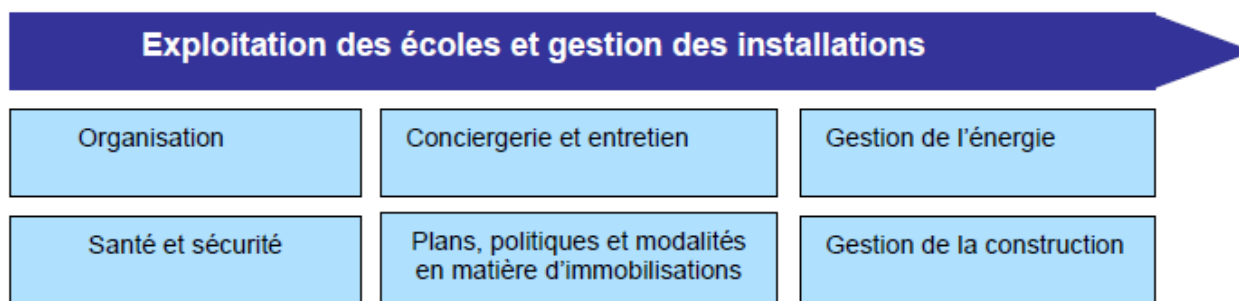 Exploitation des écoles et gestion des installations
Organisation
Conciergerie et entretien
Gestion de l'énergie
Santé et sécurité
Plans, politiques et modalités
en matière d'immobilisations
Gestion de la construction